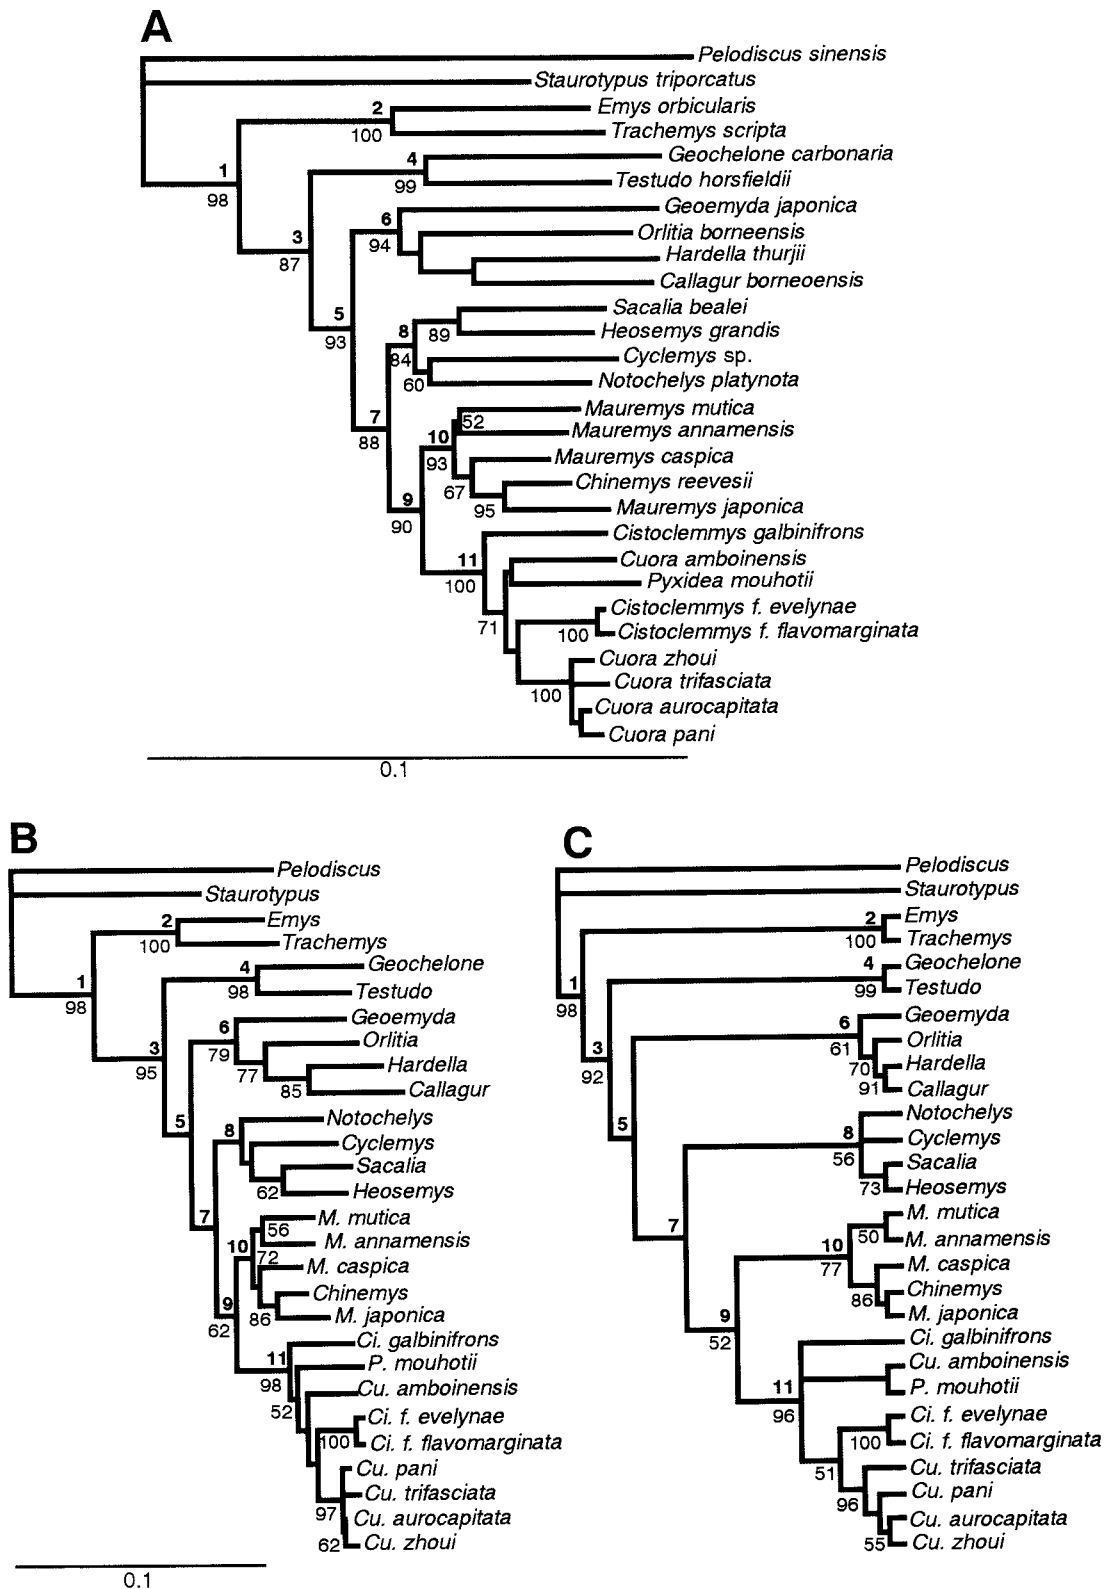 A
Pelodiscus sinensis
Staurotypus triporcatus
2 Emys orbicularis
100 Trachemys scripta
4 Geochelone carbonaria
1
99 Testudo horsfieldii
98
6 Geoemyda japonica
3 94 Orlitia borneensis
87 Hardella thurjii
Callagur borneoensis
5 Sacalia bealei
93 8 89 Heosemys grandis
84 Cyclemys sp.
60 Notochelys platynota
7 Mauremys mutica
52
88 10 Mauremys annamensis
93 Mauremys caspica
67 Chinemys reevesii
9 95 Mauremys japonica
90 Cistoclemmys galbinifrons
11 Cuora amboinensis
100 Pyxidea mouhotii
Cistoclemmys f. evelynae
71 100 Cistoclemmys f. flavomarginata
Cuora zhoui
100 Cuora trifasciata
Cuora aurocapitata
Cuora pani
0.1
B
Pelodiscus
Staurotypus
2 Emys
100 Trachemys
4 Geochelone
1
98 98 Testudo
6 Geoemyda
3 79 Orlitia
95 77 Hardella
85 Callagur
5 8 Notochelys
Cyclemys
Sacalia
62 Heosemys
7 M. mutica
56
10 M. annamensis
72
M. caspica
9 Chinemys
62 86 M. japonica
Ci. galbinifrons
11 P. mouhotii
98 Cu. amboinensis
52
Ci. f. evelynae
100 Ci. f. flavomarginata
Cu. pani
Cu. trifasciata
97 Cu. aurocapitata
62 Cu. zhoui
0.1
C
Pelodiscus
Staurotypus
2 Emys
100 Trachemys
4 Geochelone
1 99 Testudo
98
6 Geoemyda
3 61 Orlitia
92 70 Hardella
91 Callagur
5 Notochelys
8 Cyclemys
56 Sacalia
73 Heosemys
7 M. mutica
50 M. annamensis
10
77 M. caspica
86 Chinemys
9 M. japonica
52 Ci. galbinifrons
Cu. amboinensis
11 P. mouhotii
96 Ci. f. evelynae
100 Ci. f. flavomarginata
51 Cu. trifasciata
96 Cu. pani
Cu. aurocapitata
55 Cu. zhoui